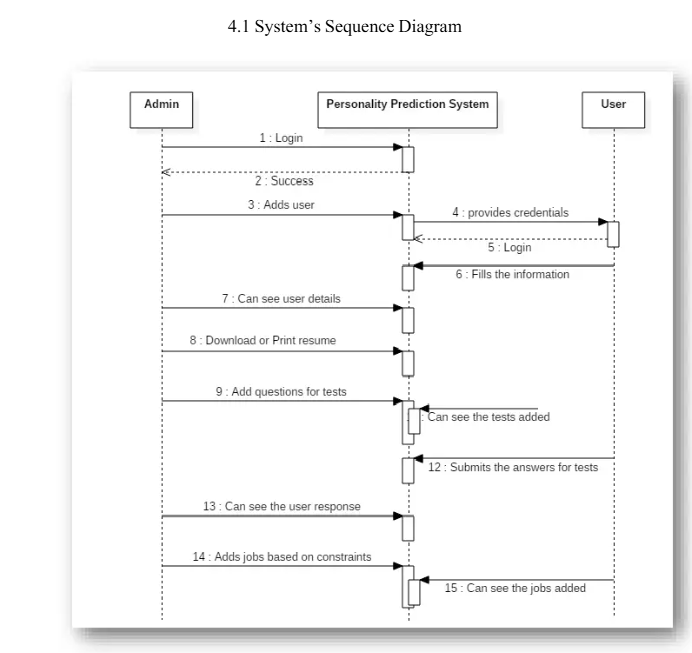 4.1 System's Sequence Diagram
Admin
Personality Prediction System
User
1 : Login
2 : Success
3 : Adds user
4 : provides credentials
5 : Login
6 : Fills the information
7 : Can see user details
8 : Download or Print resume
9 : Add questions for tests
: Can see the tests added
12 : Submits the answers for tests
13 : Can see the user response
14 : Adds jobs based on constraints
15 : Can see the jobs added